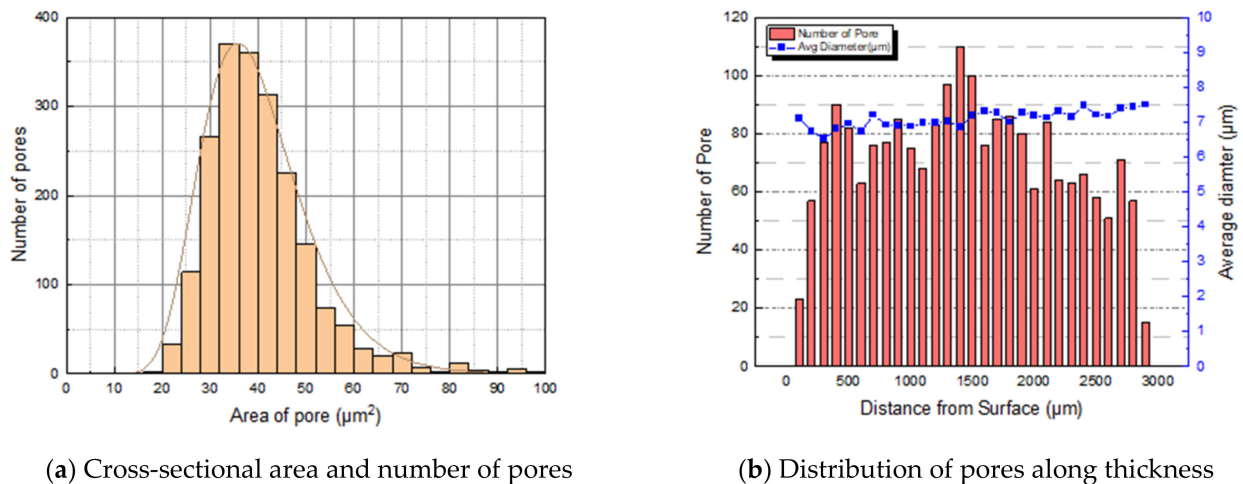 400
300
200
100
0
Number of pores
0 10 20 30 40 50 60 70 80 90 100
Area of pore (µm²)
(a) Cross-sectional area and number of pores
Number of Pore
Avg Diameter(µm)
120
100
80
60
40
20
0
Number of Pore
10
9
8
7
6
5
4
3
2
1
0
Average diamter (µm)
0 500 1000 1500 2000 2500 3000
Distance from Surface (µm)
(b) Distribution of pores along thickness